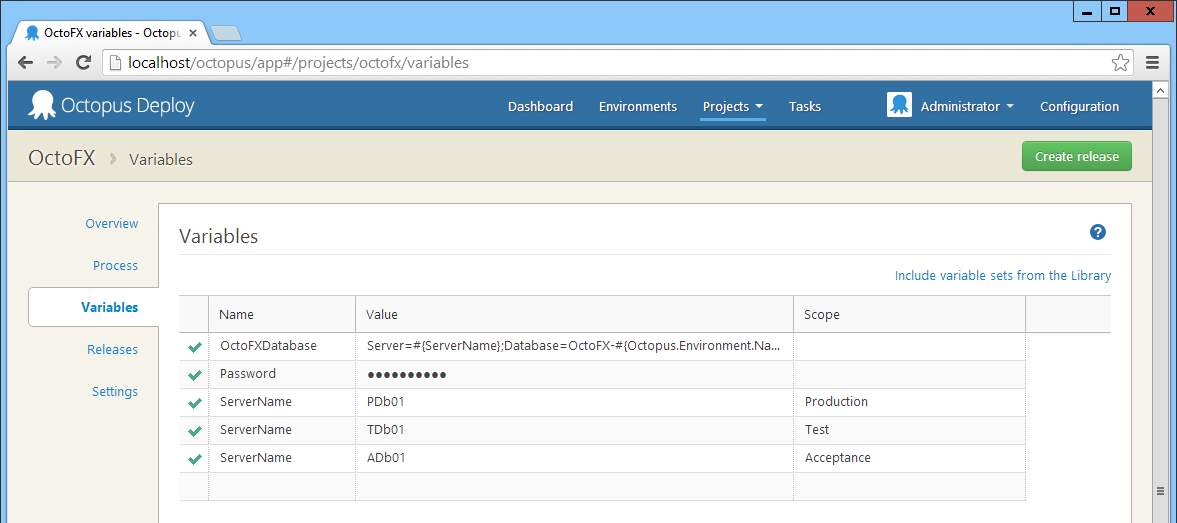 OctoFX variables - Octopu
localhost/octopus/app#/projects/octofx/variables
Octopus Deploy Dashboard Environments Projects Tasks Administrator Configuration
OctoFX Variables Create release
Overview
Process
Variables
Releases
Settings
Variables
Include variable sets from the Library
Name Value Scope
OctoFXDatabase Server=#{ServerName};Database=OctoFX-#{Octopus.Environment.Na...
Password ●●●●●●●●●●
ServerName PDb01 Production
ServerName TDb01 Test
ServerName ADb01 Acceptance